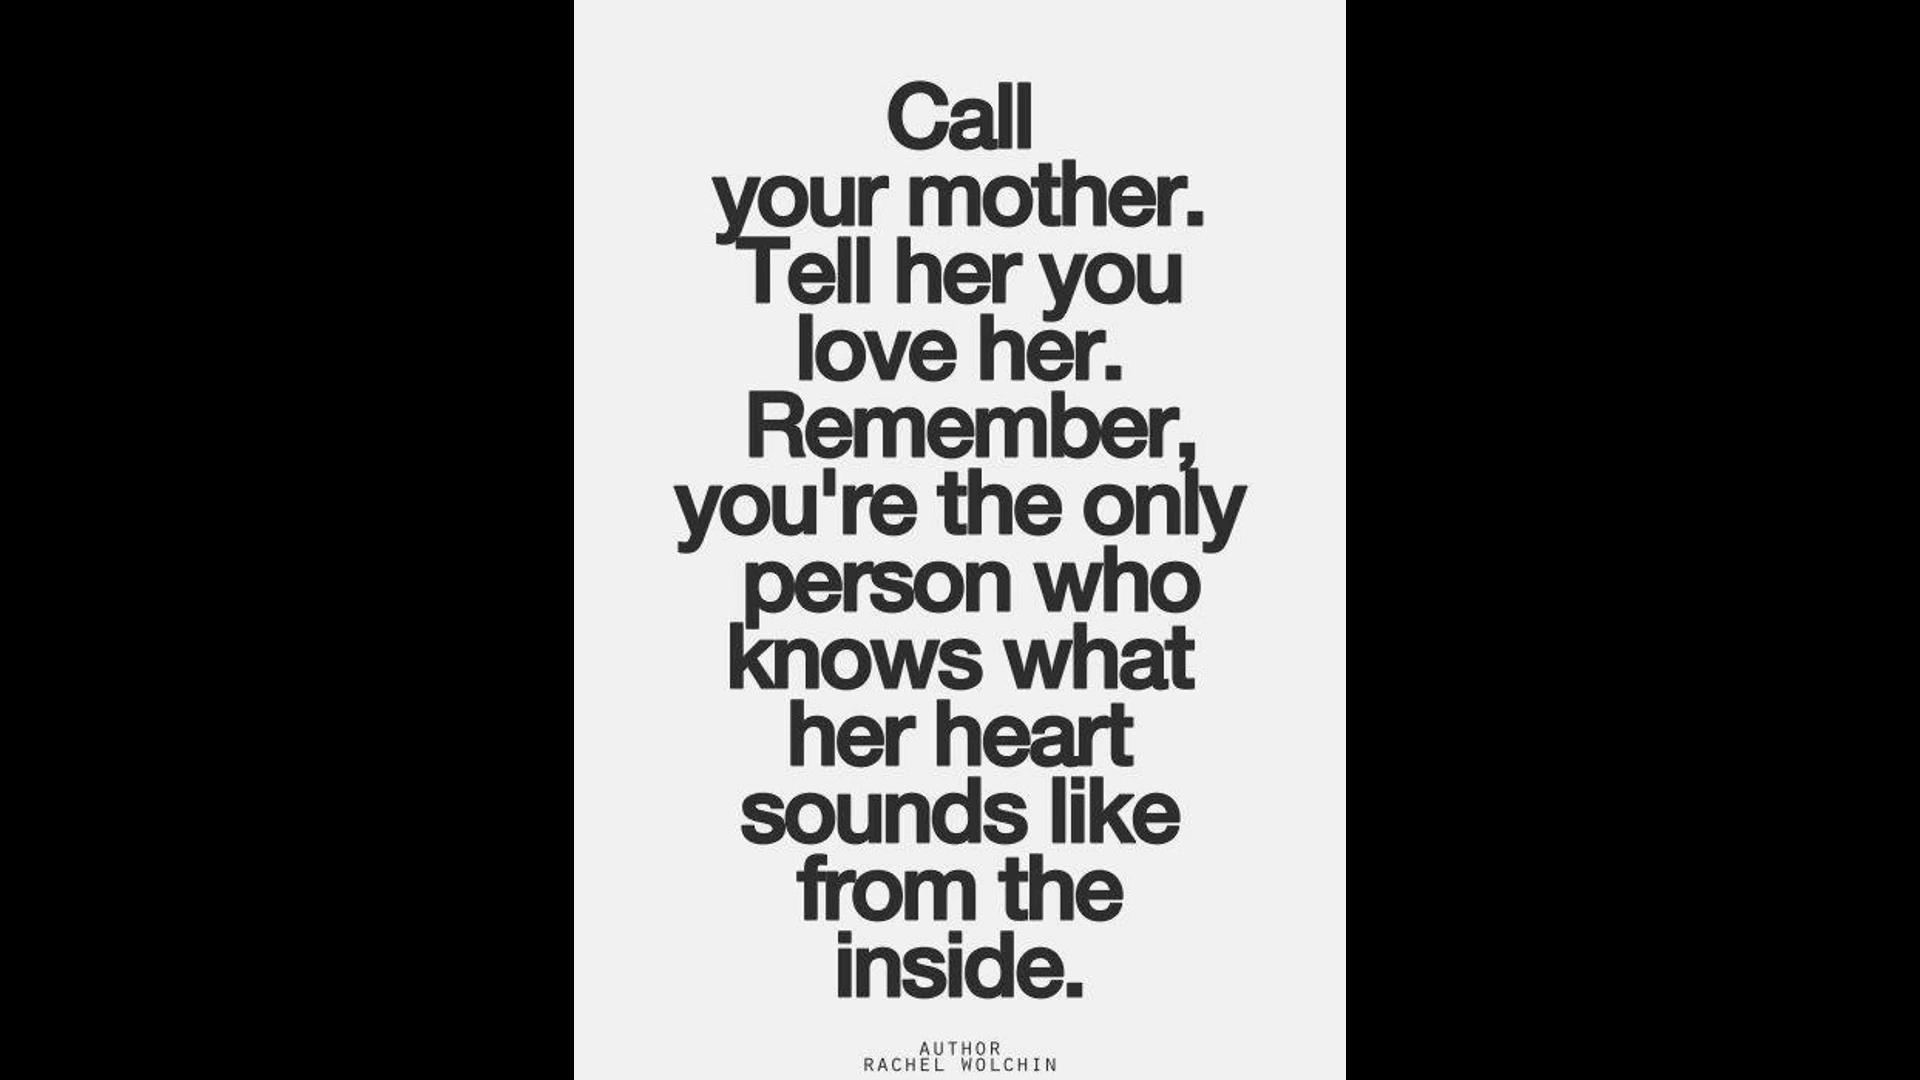 Call
your mother.
Tell her you
love her.
Remember,
you're the only
person who
knows what
her heart
sounds like
from the
inside.
AUTHOR
RACHEL WOLCHIN